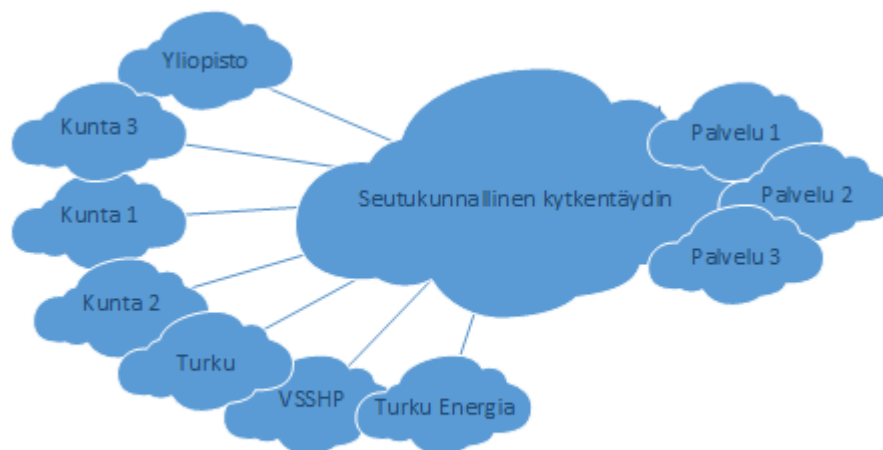 Yliopisto
Kunta 3
Kunta 1
Kunta 2
Turku
VSSHP
Turku Energia
Seutukunnallinen kytkentäydin
Palvelu 1
Palvelu 2
Palvelu 3